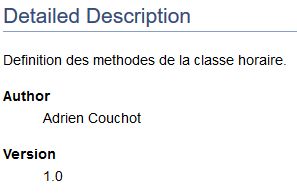 Detailed Description
Definition des methodes de la classe horaire.
Author
Adrien Couchot
Version
1.0